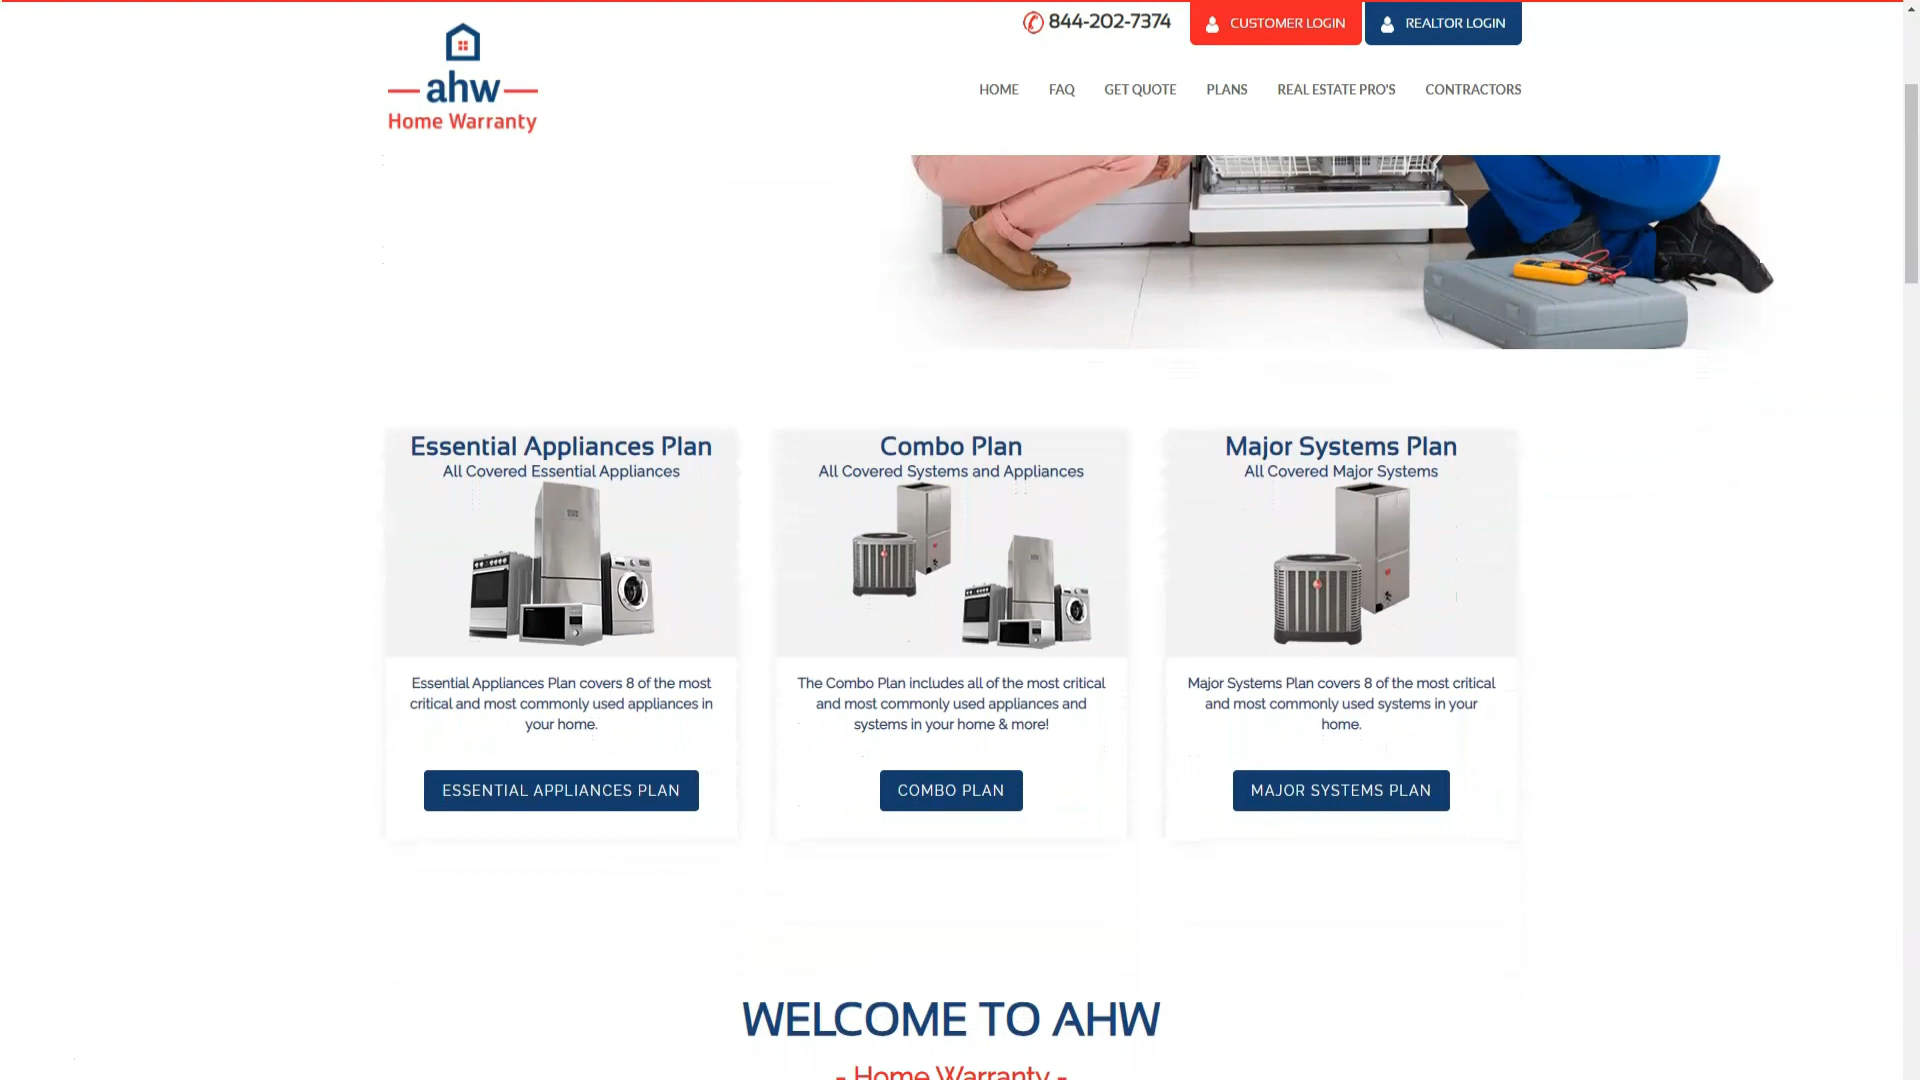 844-202-7374
CUSTOMER LOGIN
REALTOR LOGIN
ahw
Home Warranty
HOME
FAQ
GET QUOTE
PLANS
REAL ESTATE PRO'S
CONTRACTORS
Essential Appliances Plan
All Covered Essential Appliances
Essential Appliances Plan covers 8 of the most
critical and most commonly used appliances in
your home.
ESSENTIAL APPLIANCES PLAN
Combo Plan
All Covered Systems and Appliances
The Combo Plan includes all of the most critical
and most commonly used appliances and
systems in your home & more!
COMBO PLAN
Major Systems Plan
All Covered Major Systems
Major Systems Plan covers 8 of the most critical
and most commonly used systems in your
home.
MAJOR SYSTEMS PLAN
WELCOME TO AHW
- Home Warranty -